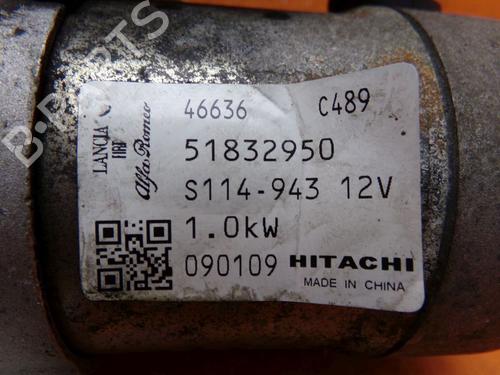 B-PARTS
LANCIA
FIAT
Alfa Romeo
46636 C489
51832950
S114-943 12V
1.0kW
090109 HITACHI
MADE IN CHINA